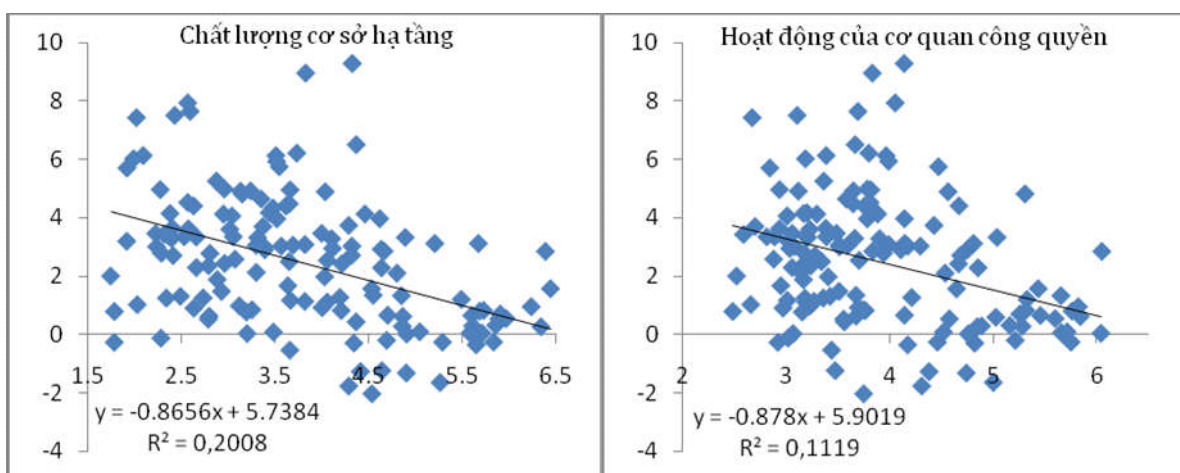 Chất lượng cơ sở hạ tầng
10
8
6
4
2
0
-2
-4
1.5 2.5 3.5 4.5 5.5 6.5
y = -0.8656x + 5.7384
R² = 0,2008
Hoạt động của cơ quan công quyền
10
8
6
4
2
0
-2
-4
2 3 4 5 6
y = -0.878x + 5.9019
R² = 0,1119